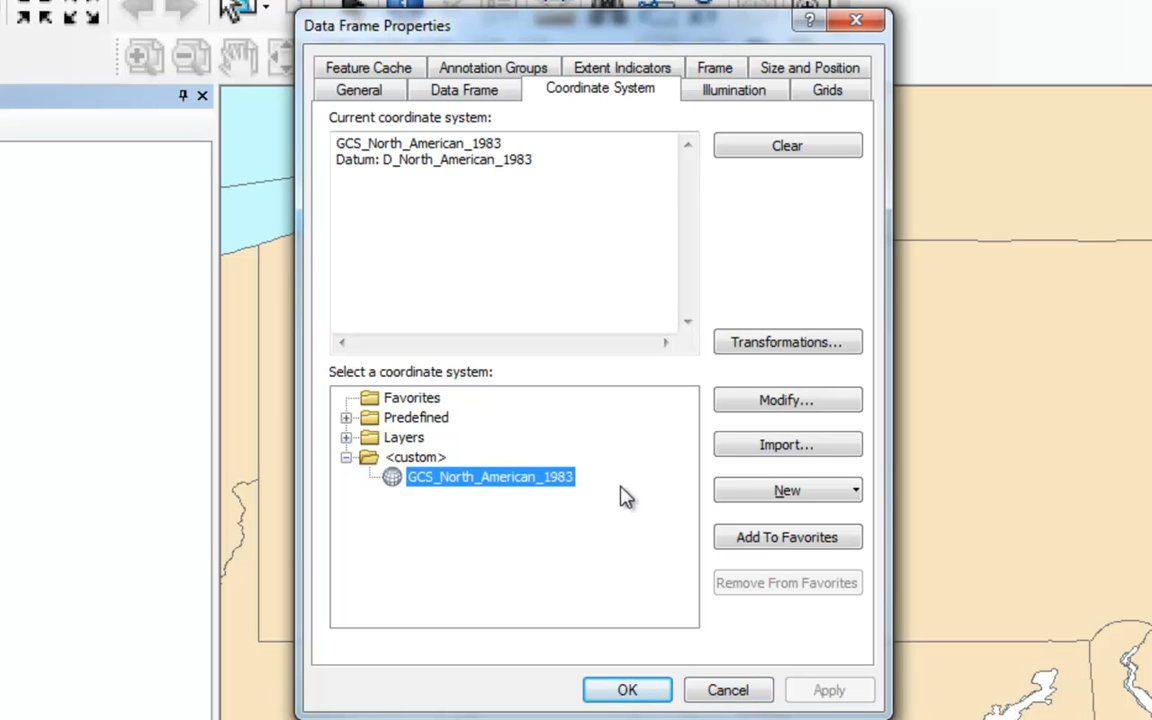 Data Frame Properties
Feature Cache Annotation Groups Extent Indicators Frame Size and Position
General Data Frame Coordinate System Illumination Grids
Current coordinate system:
GCS_North_American_1983
Datum: D_North_American_1983
Clear
Transformations...
Select a coordinate system:
Favorites
Predefined
Layers
<custom>
GCS_North_American_1983
Modify...
Import...
New
Add To Favorites
Remove From Favorites
OK Cancel Apply